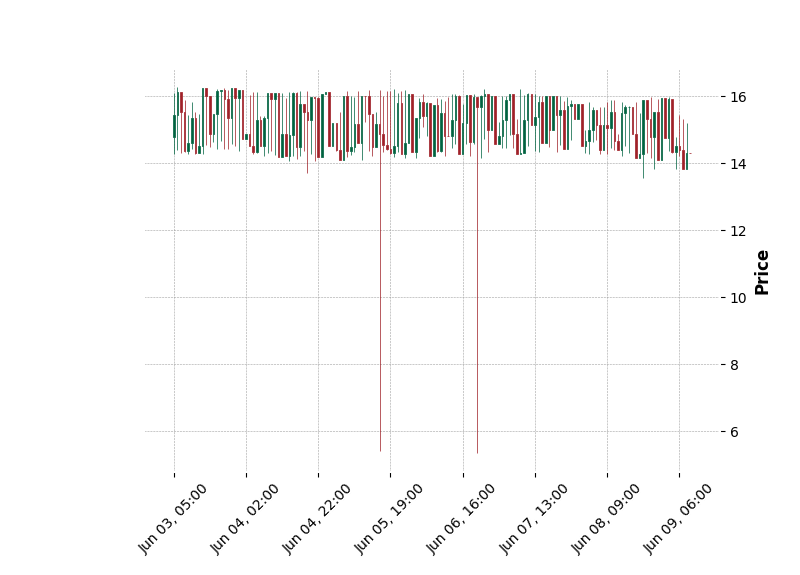 16
14
12
10
8
6
Price
Jun 03, 05:00
Jun 04, 02:00
Jun 04, 22:00
Jun 05, 19:00
Jun 06, 16:00
Jun 07, 13:00
Jun 08, 09:00
Jun 09, 06:00